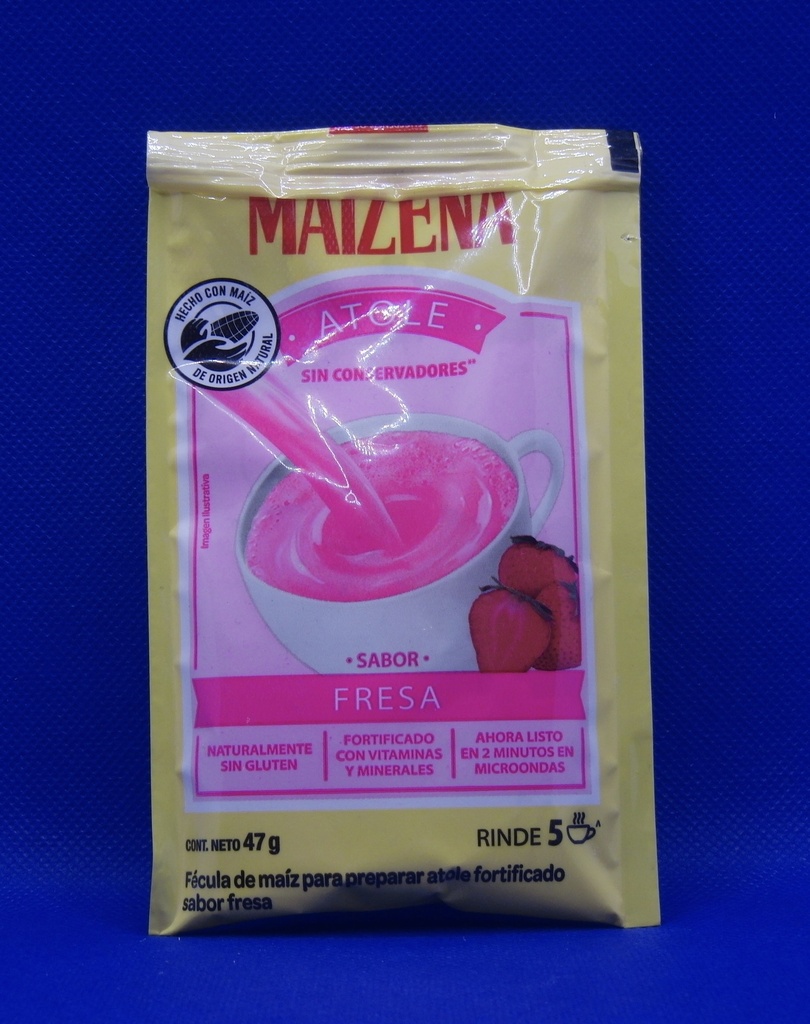 MAIZENA
HECHO CON MAÍZ
DE ORIGEN NATURAL
ATOLE
SIN CONSERVADORES**
Imagen ilustrativa
• SABOR •
FRESA
NATURALMENTE
SIN GLUTEN
FORTIFICADO
CON VITAMINAS
Y MINERALES
AHORA LISTO
EN 2 MINUTOS EN
MICROONDAS
CONT. NETO 47 g
RINDE 5 A
Fécula de maíz para preparar atole fortificado
sabor fresa